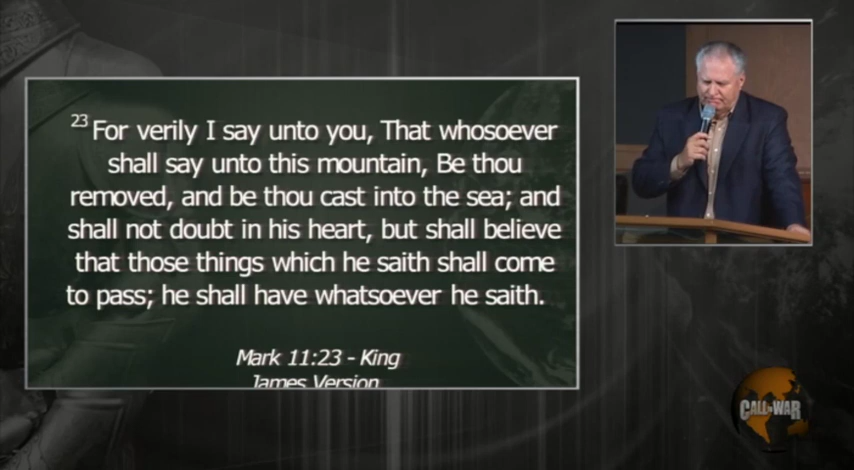 23 For verily I say unto you, That whosoever
shall say unto this mountain, Be thou
removed, and be thou cast into the sea; and
shall not doubt in his heart, but shall believe
that those things which he saith shall come
to pass; he shall have whatsoever he saith.
Mark 11:23 - King
James Version
CALL TO WAR